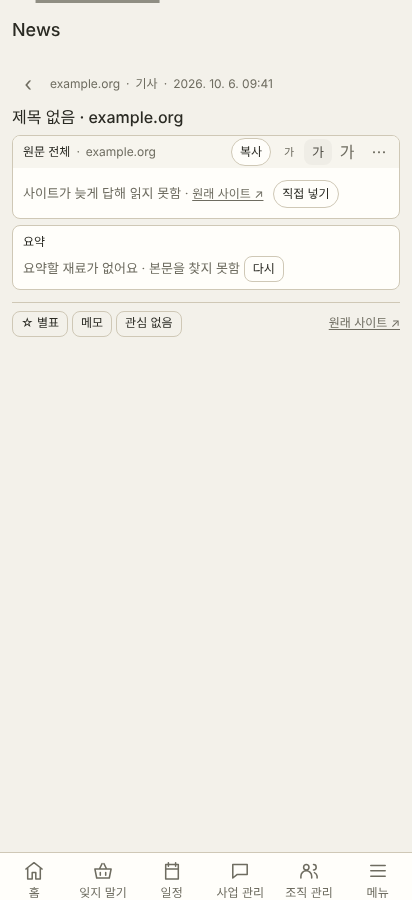 News
example.org · 기사 · 2026. 10. 6. 09:41
제목 없음 · example.org
원문 전체 · example.org 복사 가 가 가 ···
사이트가 늦게 답해 읽지 못함 · 원래 사이트 ↗ 직접 넣기
요약
요약할 재료가 없어요 · 본문을 찾지 못함 다시
☆ 별표 메모 관심 없음 원래 사이트 ↗
홈 잊지 말기 일정 사업 관리 조직 관리 메뉴